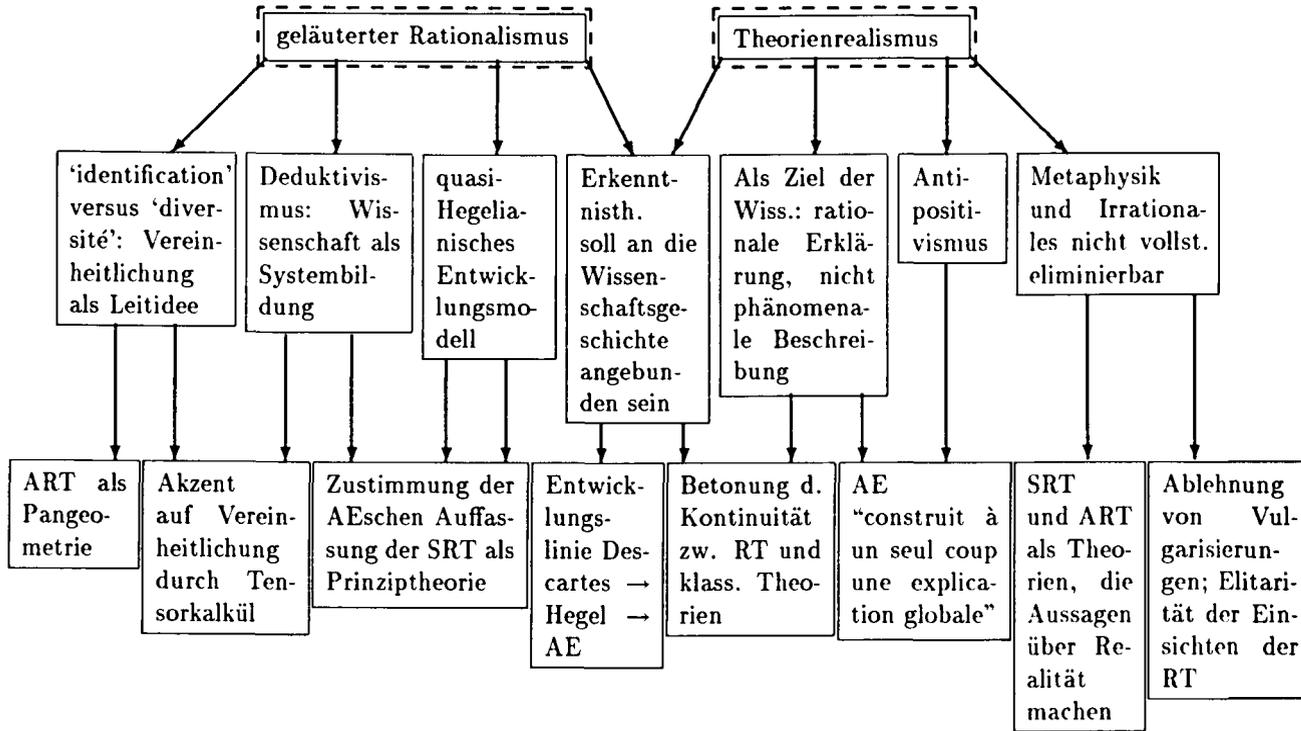 geläuterter Rationalismus
Theorienrealismus
‘identification’
versus ‘diver-
sité’: Verein-
heitlichung
als Leitidee
Deduktivis-
mus: Wis-
senschaft als
Systembil-
dung
quasi-
Hegelia-
nisches
Entwick-
lungsmo-
dell
Erkennt-
nisth.
soll an die
Wissen-
schaftsge-
schichte
angebun-
den sein
Als Ziel der
Wiss.: ratio-
nale Erklä-
rung, nicht
phänomena-
le Beschrei-
bung
Anti-
positi-
vismus
Metaphysik
und Irrationa-
les nicht vollst.
eliminierbar
ART als
Pangeo-
metrie
Akzent
auf Verein-
heitlichung
durch Ten-
sorkalkül
Zustimmung der
AEschen Auffas-
sung der SRT als
Prinziptheorie
Entwick-
lungs-
linie Des-
cartes →
Hegel →
AE
Betonung d.
Kontinuität
zw. RT und
klass. Theo-
rien
AE
“construit à
un seul coup
une explica-
tion globale”
SRT
und ART
als Theo-
rien, die
Aussagen
über Re-
alität
machen
Ablehnung
von Vul-
garisierun-
gen; Elitari-
tät der Ein-
sichten der
RT